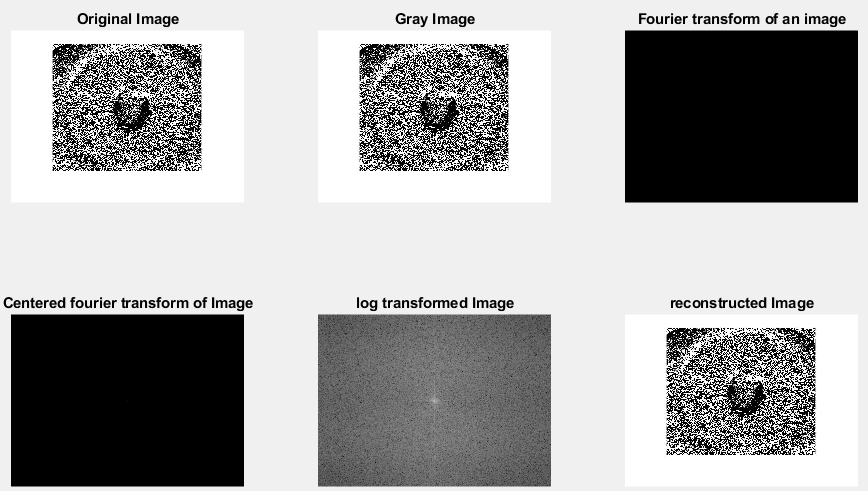 Original Image
Gray Image
Fourier transform of an image
Centered fourier transform of Image
log transformed Image
reconstructed Image